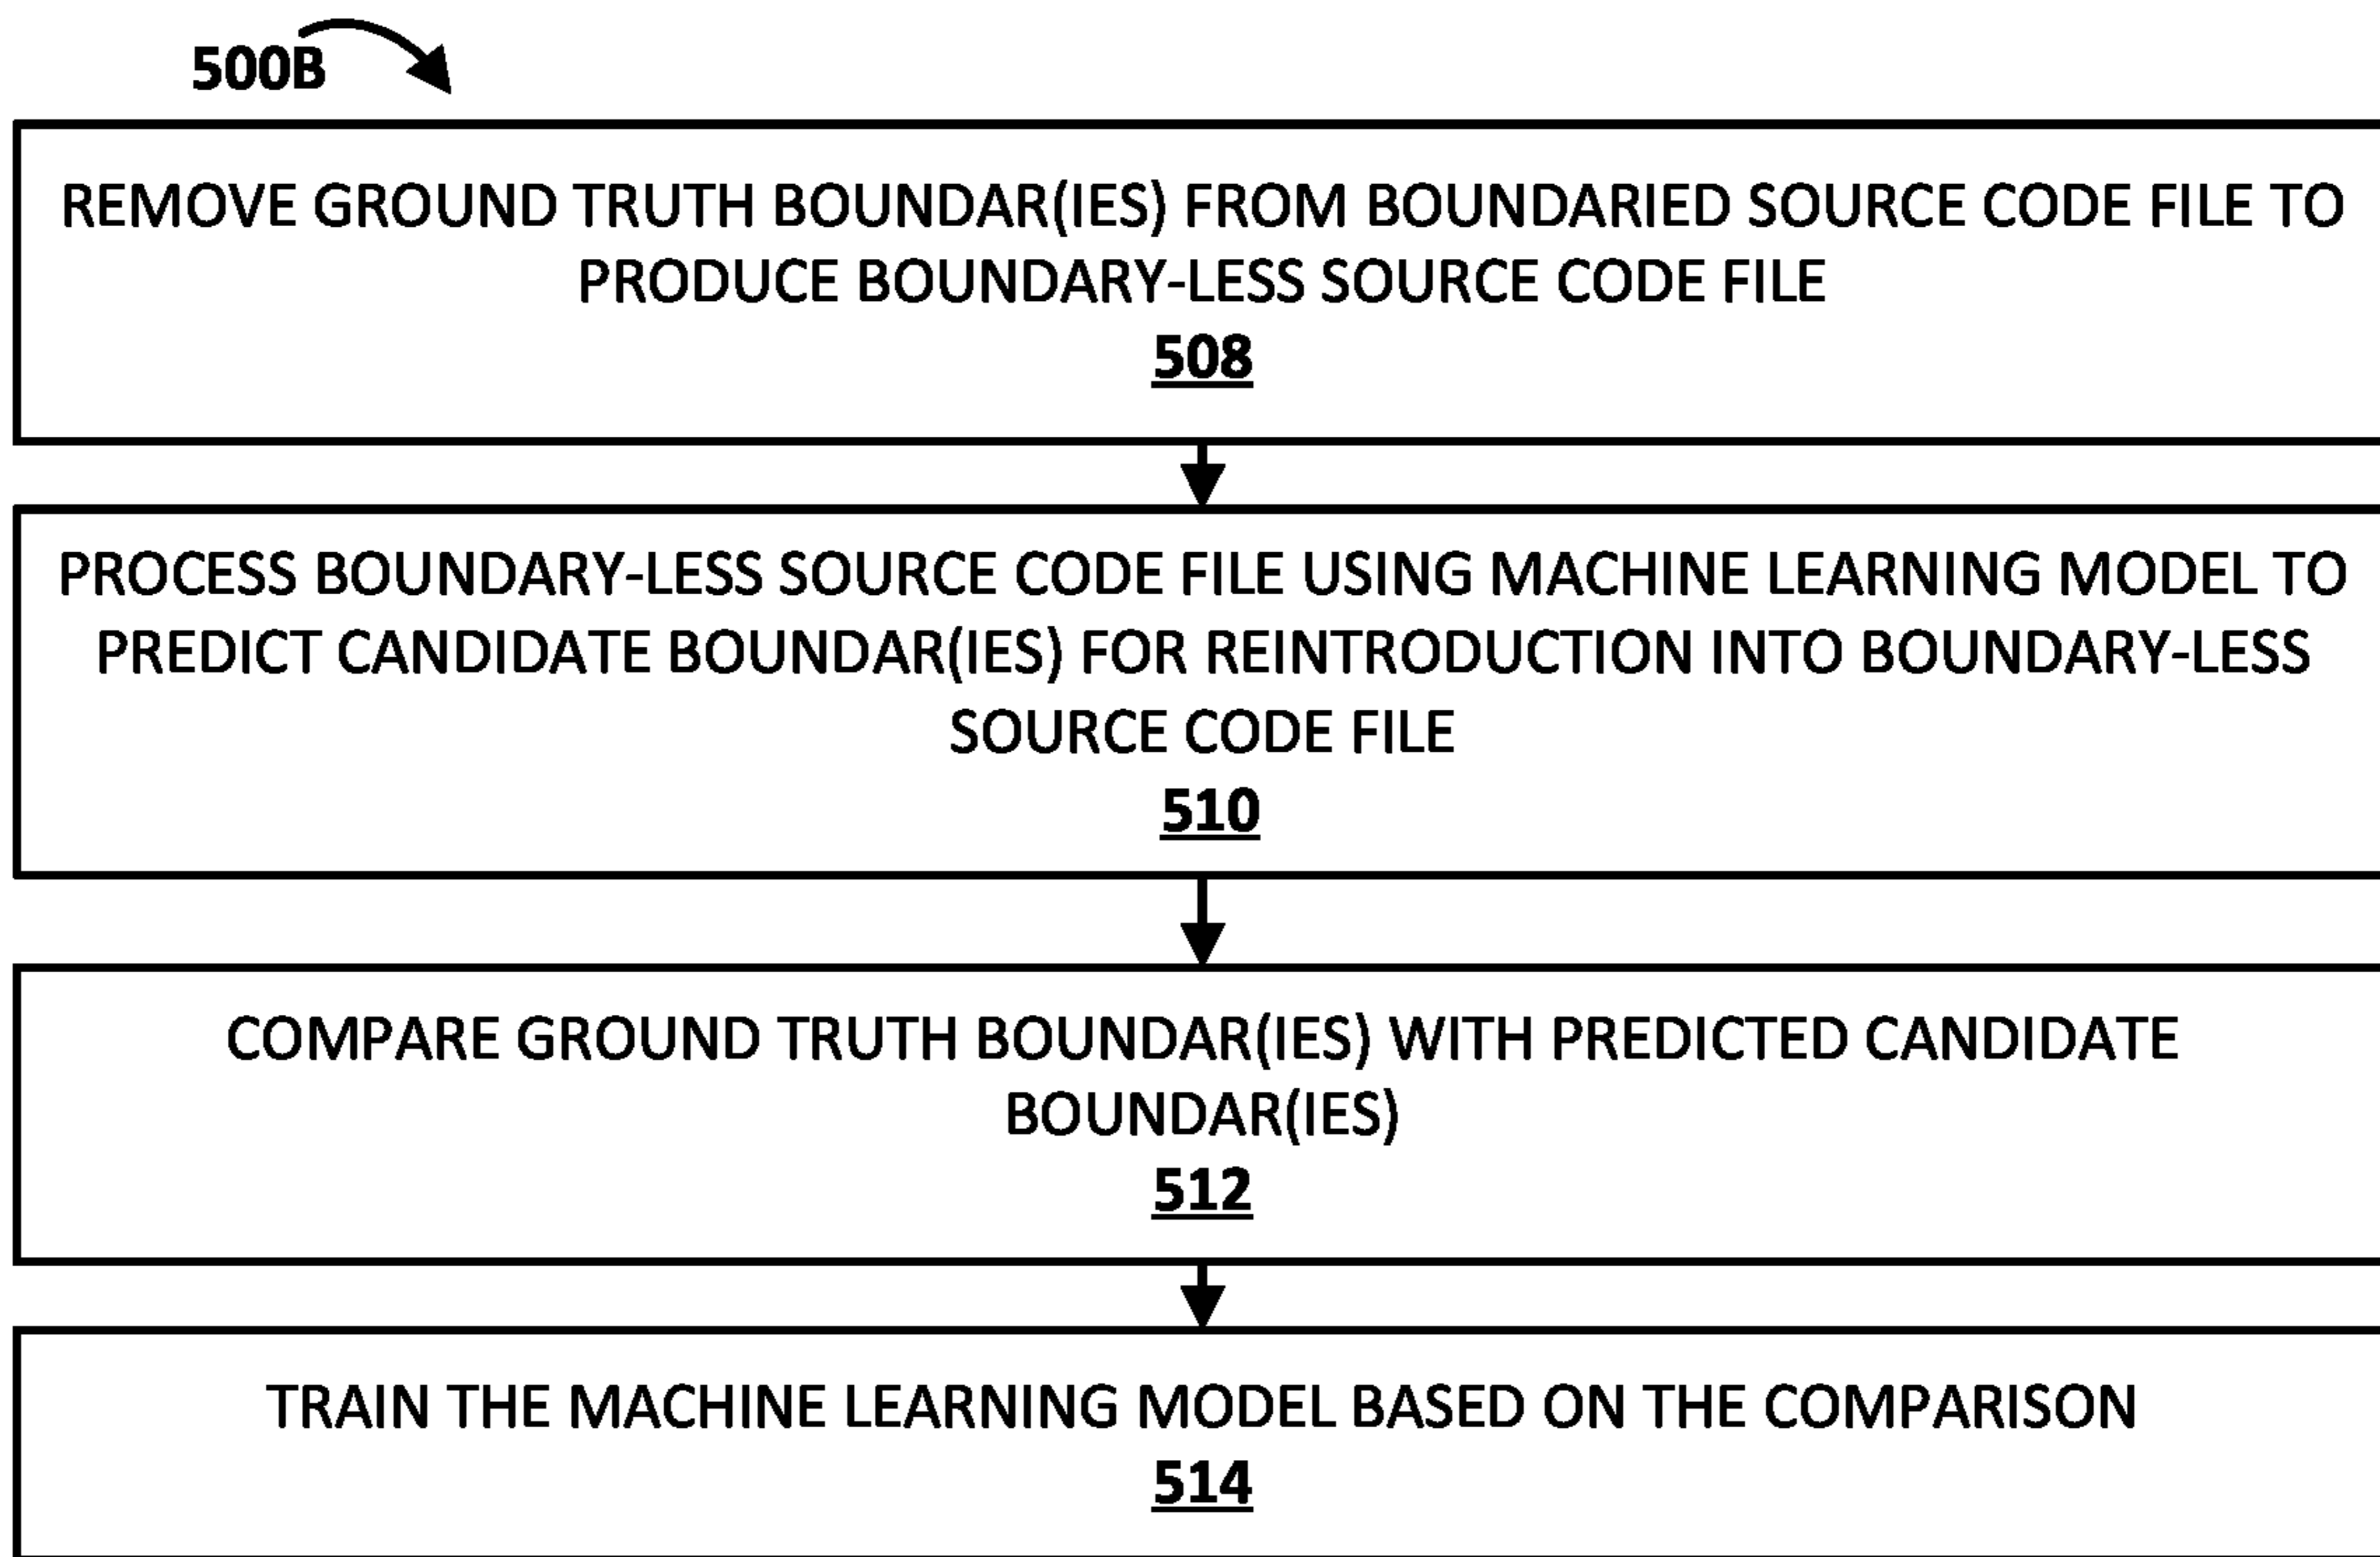 500B
REMOVE GROUND TRUTH BOUNDAR(IES) FROM BOUNDARIED SOURCE CODE FILE TO
PRODUCE BOUNDARY-LESS SOURCE CODE FILE
508
PROCESS BOUNDARY-LESS SOURCE CODE FILE USING MACHINE LEARNING MODEL TO
PREDICT CANDIDATE BOUNDAR(IES) FOR REINTRODUCTION INTO BOUNDARY-LESS
SOURCE CODE FILE
510
COMPARE GROUND TRUTH BOUNDAR(IES) WITH PREDICTED CANDIDATE
BOUNDAR(IES)
512
TRAIN THE MACHINE LEARNING MODEL BASED ON THE COMPARISON
514